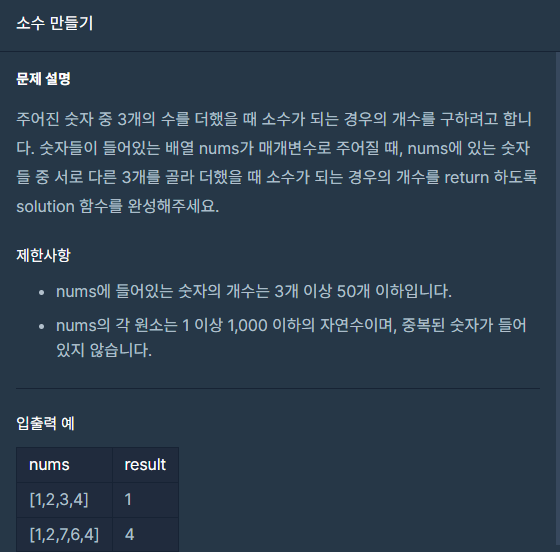 소수 만들기
문제 설명
주어진 숫자 중 3개의 수를 더했을 때 소수가 되는 경우의 개수를 구하려고 합니
다. 숫자들이 들어있는 배열 nums가 매개변수로 주어질 때, nums에 있는 숫자
들 중 서로 다른 3개를 골라 더했을 때 소수가 되는 경우의 개수를 return 하도록
solution 함수를 완성해주세요.
제한사항
• nums에 들어있는 숫자의 개수는 3개 이상 50개 이하입니다.
• nums의 각 원소는 1 이상 1,000 이하의 자연수이며, 중복된 숫자가 들어
있지 않습니다.
입출력 예
nums result
[1,2,3,4] 1
[1,2,7,6,4] 4